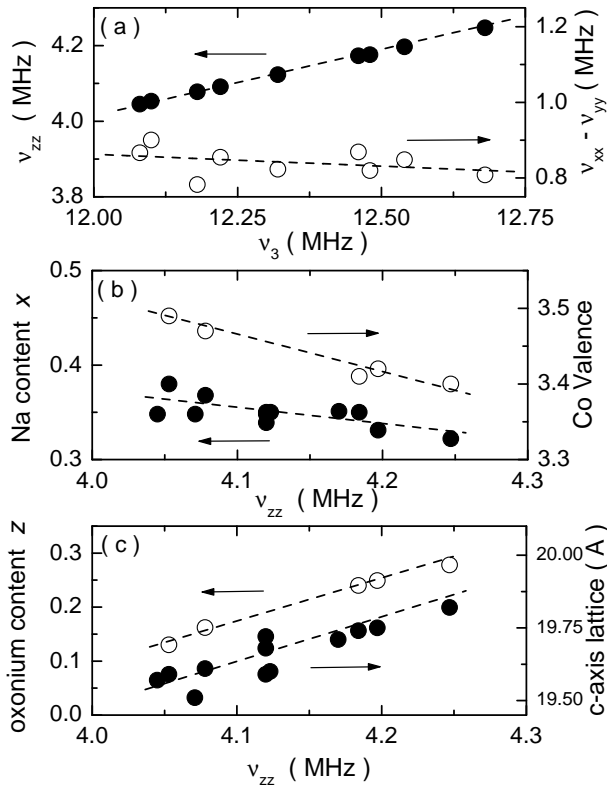 ( a )
4.2
4.0
3.8
ν_zz ( MHz )
1.2
1.0
0.8
ν_xx - ν_yy ( MHz )
12.00 12.25 12.50 12.75
ν_3 ( MHz )
( b )
0.5
0.4
0.3
Na content x
3.5
3.4
3.3
Co Valence
4.0 4.1 4.2 4.3
ν_zz ( MHz )
( c )
0.3
0.2
0.1
0.0
oxonium content z
20.00
19.75
19.50
c-axis lattice ( A )
4.0 4.1 4.2 4.3
ν_zz ( MHz )